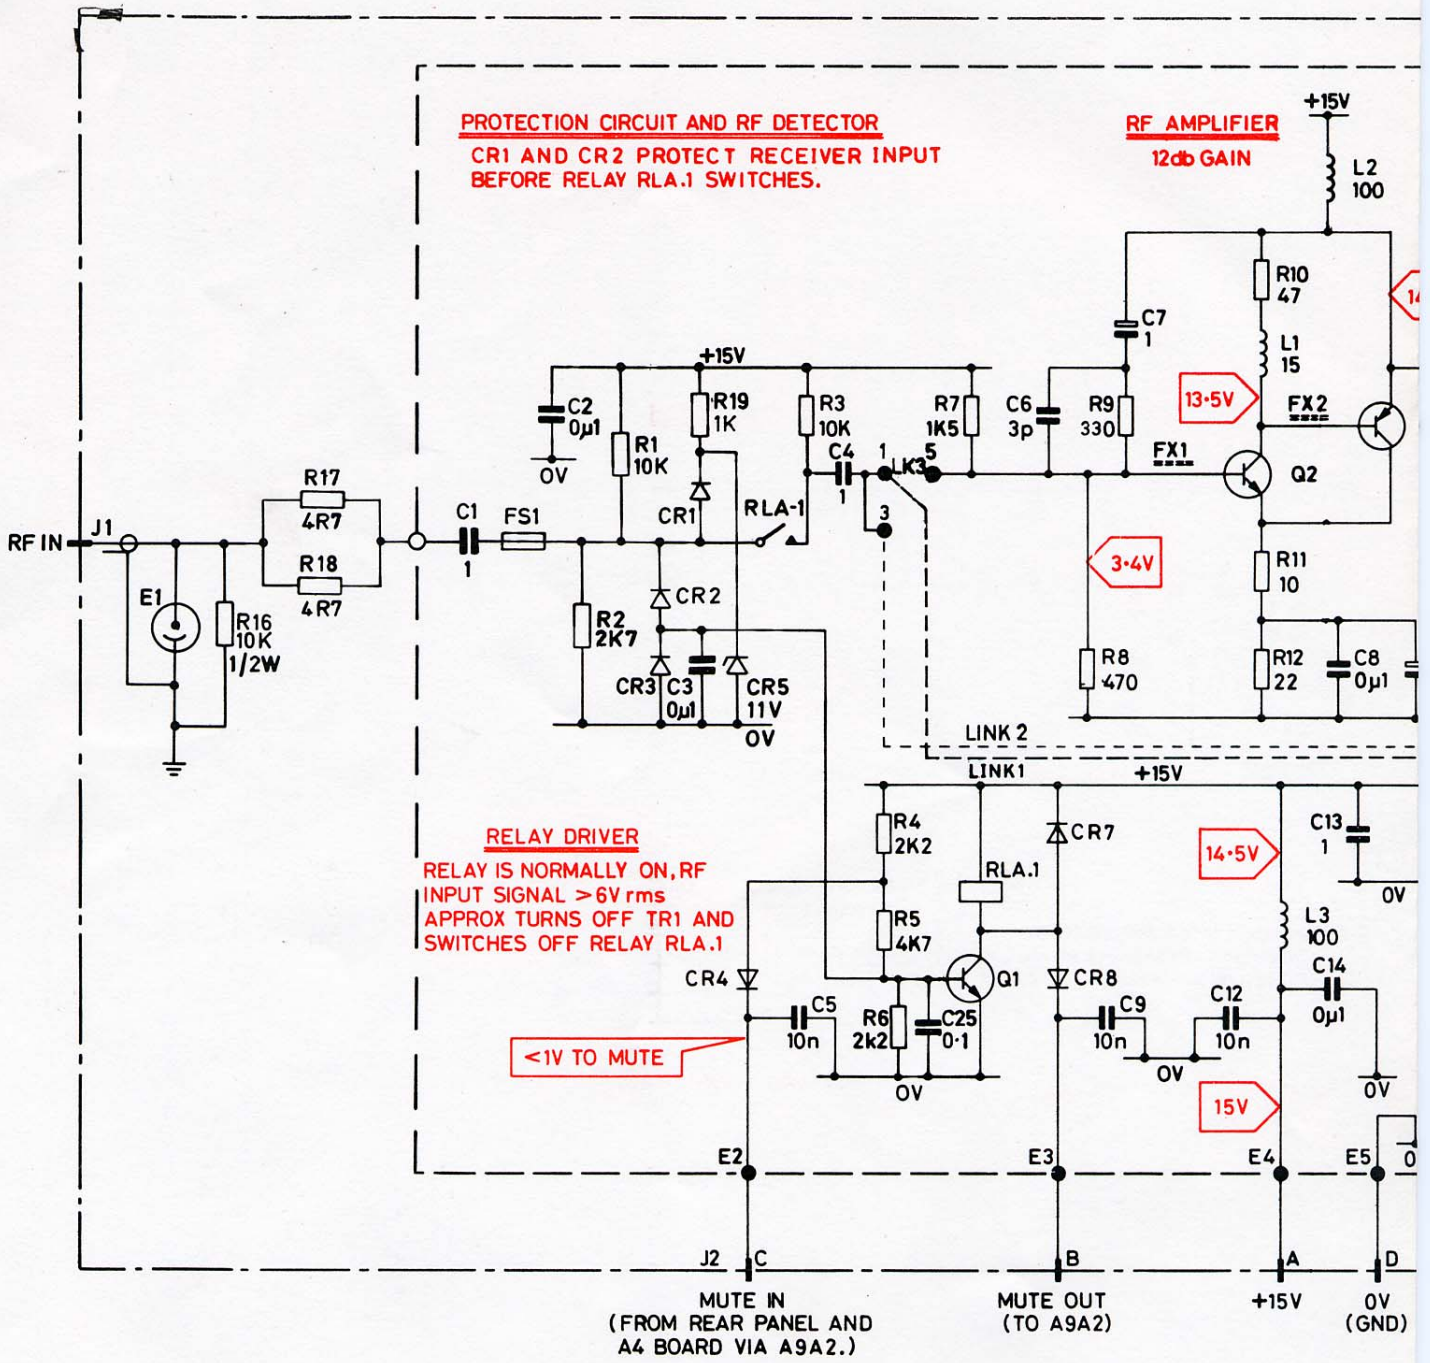 PROTECTION CIRCUIT AND RF DETECTOR
CR1 AND CR2 PROTECT RECEIVER INPUT
BEFORE RELAY RLA.1 SWITCHES.
RF AMPLIFIER
12db GAIN
+15V
L2
100
R10
47
14
C7
1
L1
15
+15V
13·5V
FX2
C2
0µ1
0V
R19
1K
R3
10K
R7
1K5
C6
3p
R9
330
R1
10K
C4
1
1
LK3
5
FX1
Q2
R17
4R7
C1
1
FS1
CR1
RLA-1
3
RF IN
J1
R18
4R7
3·4V
R11
10
E1
R16
10K
1/2W
R2
2K7
CR2
CR3
C3
0µ1
CR5
11V
0V
R8
470
R12
22
C8
0µ1
LINK 2
LINK1
+15V
RELAY DRIVER
RELAY IS NORMALLY ON, RF
INPUT SIGNAL >6V rms
APPROX TURNS OFF TR1 AND
SWITCHES OFF RELAY RLA.1
R4
2K2
CR7
14·5V
C13
1
0V
RLA.1
R5
4K7
L3
100
CR4
Q1
CR8
C14
0µ1
C5
10n
R6
2k2
C25
0·1
C9
10n
C12
10n
<1V TO MUTE
0V
0V
0V
15V
E2
E3
E4
E5
0
J2
C
B
A
D
MUTE IN
(FROM REAR PANEL AND
A4 BOARD VIA A9A2.)
MUTE OUT
(TO A9A2)
+15V
0V
(GND)